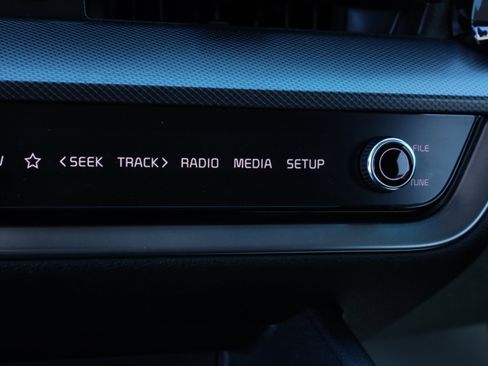 ☆ <SEEK TRACK> RADIO MEDIA SETUP
FILE
TUNE